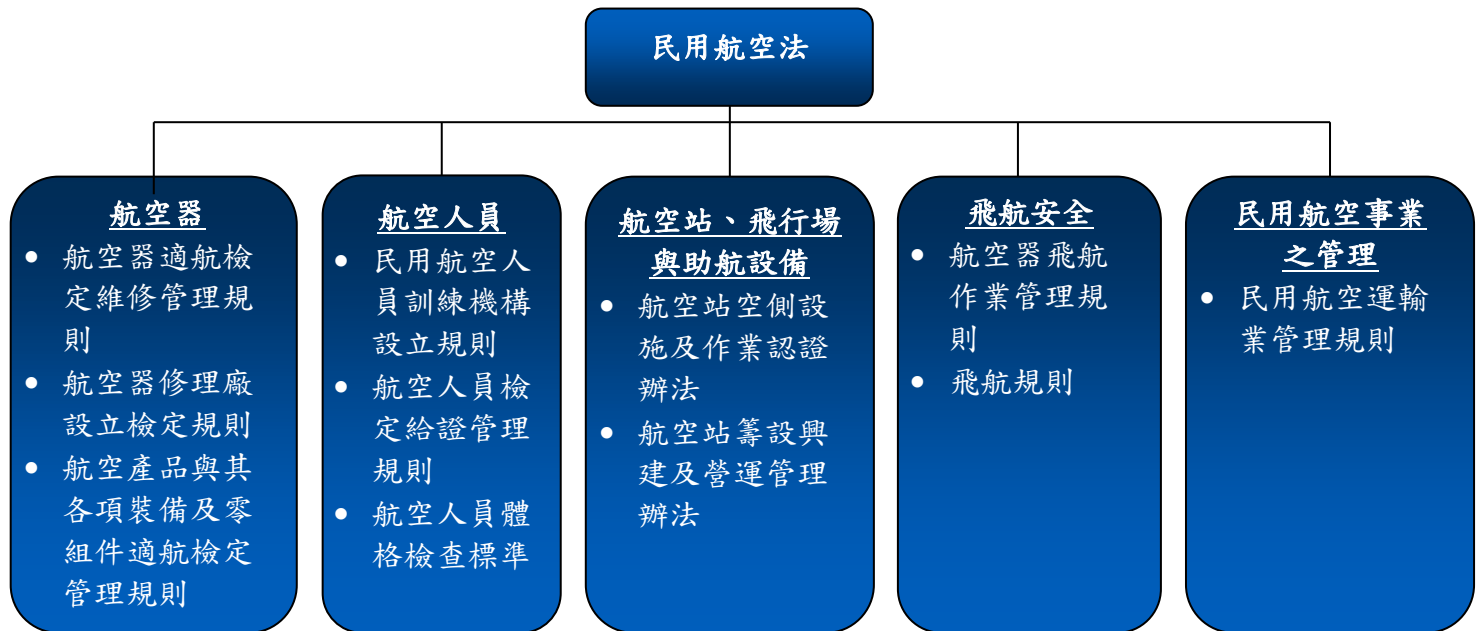 民用航空法
航空器
• 航空器適航檢
定維修管理規
則
• 航空器修理廠
設立檢定規則
• 航空產品與其
各項裝備及零
組件適航檢定
管理規則
航空人員
• 民用航空人
員訓練機構
設立規則
• 航空人員檢
定給證管理
規則
• 航空人員體
格檢查標準
航空站、飛行場
與助航設備
• 航空站空側設
施及作業認證
辦法
• 航空站籌設興
建及營運管理
辦法
飛航安全
• 航空器飛航
作業管理規
則
• 飛航規則
民用航空事業
之管理
• 民用航空運輸
業管理規則